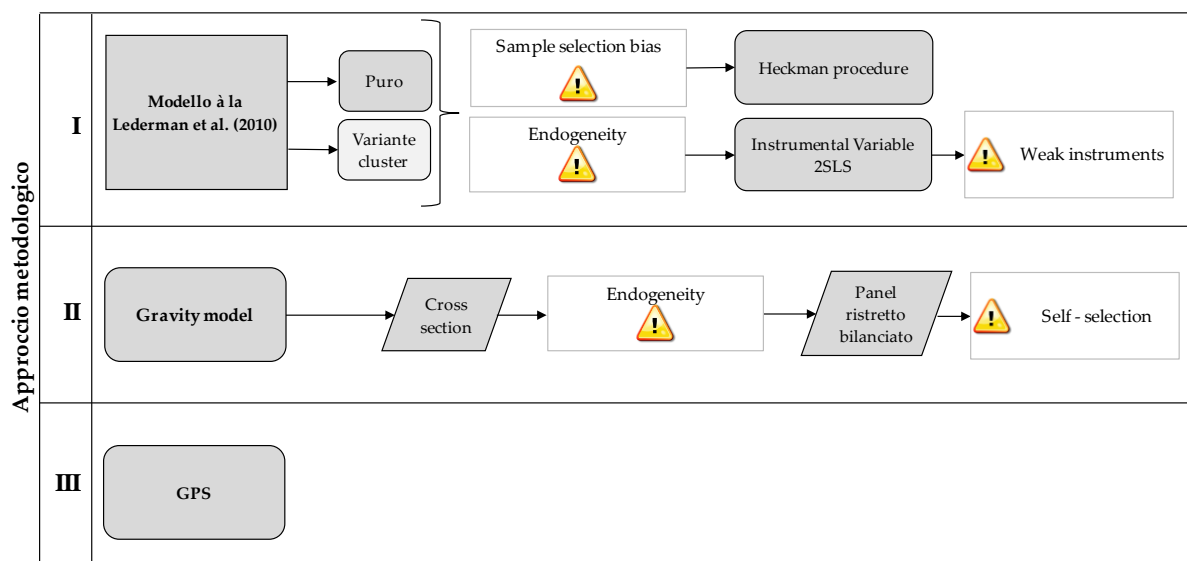 Approccio metodologico
I
Modello à la
Lederman et al. (2010)
Puro
Variante
cluster
Sample selection bias
Heckman procedure
Endogeneity
Instrumental Variable
2SLS
Weak instruments
II
Gravity model
Cross
section
Endogeneity
Panel
ristretto
bilanciato
Self - selection
III
GPS